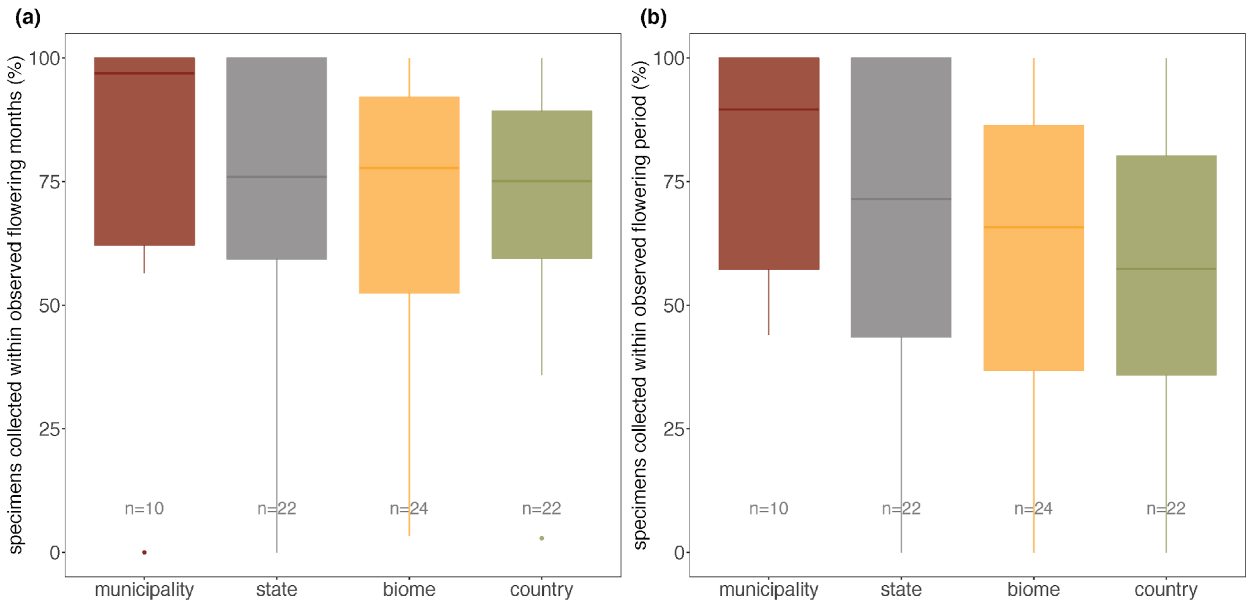 (a)
specimens collected within observed flowering months (%)
100
75
50
25
0
n=10
n=22
n=24
n=22
municipality
state
biome
country
(b)
specimens collected within observed flowering period (%)
100
75
50
25
0
n=10
n=22
n=24
n=22
municipality
state
biome
country